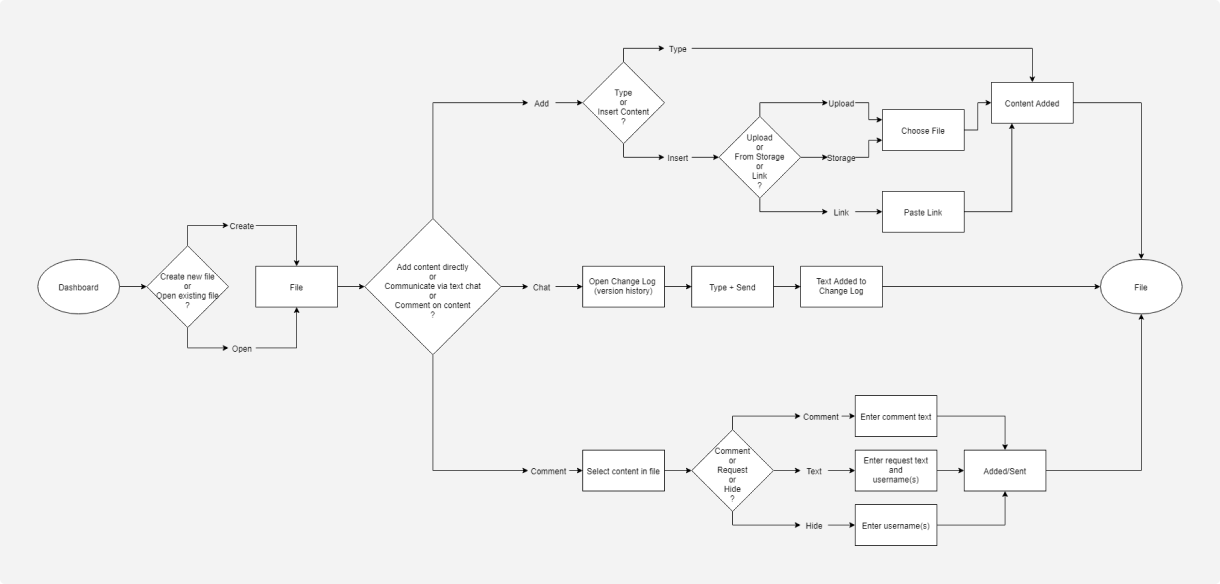 Type
Type
or
Insert Content
?
Add
Content Added
Upload
Choose File
Insert
Upload
or
From Storage
or
Link
?
Storage
Link
Paste Link
Create
Dashboard
Create new file
or
Open existing file
?
File
Open
Add content directly
or
Communicate via text chat
or
Comment on content
?
Chat
Open Change Log
(version history)
Type + Send
Text Added to
Change Log
File
Comment
Select content in file
Comment
or
Request
or
Hide
?
Comment
Enter comment text
Text
Enter request text
and
username(s)
Added/Sent
Hide
Enter username(s)